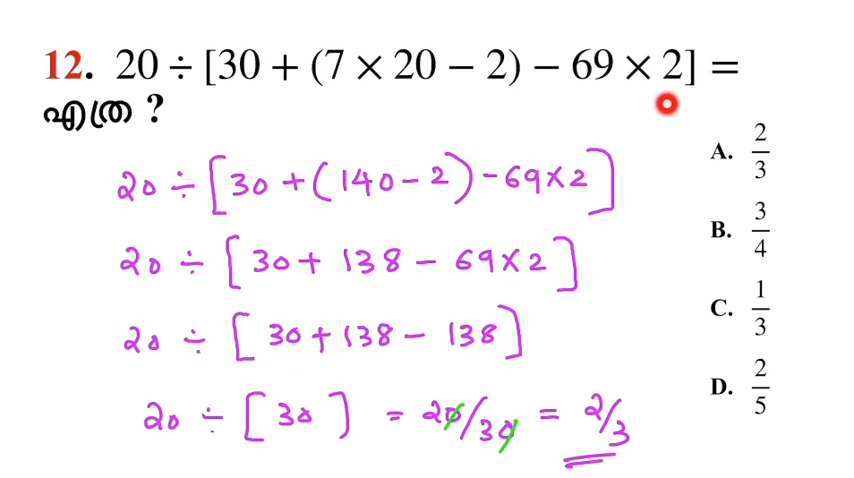 12. 20 ÷ [30 + (7 × 20 − 2) − 69 × 2] =
എത്ര ?
20 ÷ [30 + (140 - 2) - 69 × 2]
20 ÷ [30 + 138 - 69 × 2]
20 ÷ [30 + 138 - 138]
20 ÷ [30] = 20/30 = 2/3
A. 2/3
B. 3/4
C. 1/3
D. 2/5